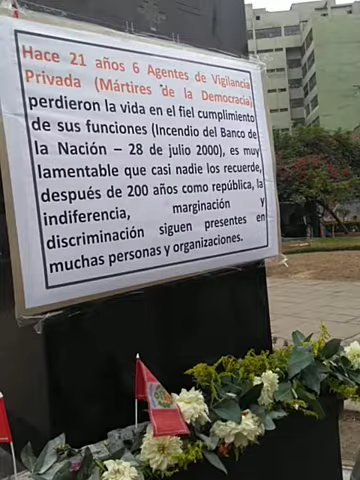 Hace 21 años 6 Agentes de Vigilancia
Privada (Mártires de la Democracia)
perdieron la vida en el fiel cumplimiento
de sus funciones (Incendio del Banco de
la Nación – 28 de julio 2000), es muy
lamentable que casi nadie los recuerde,
después de 200 años como república, la
indiferencia, marginación y
discriminación siguen presentes en
muchas personas y organizaciones.